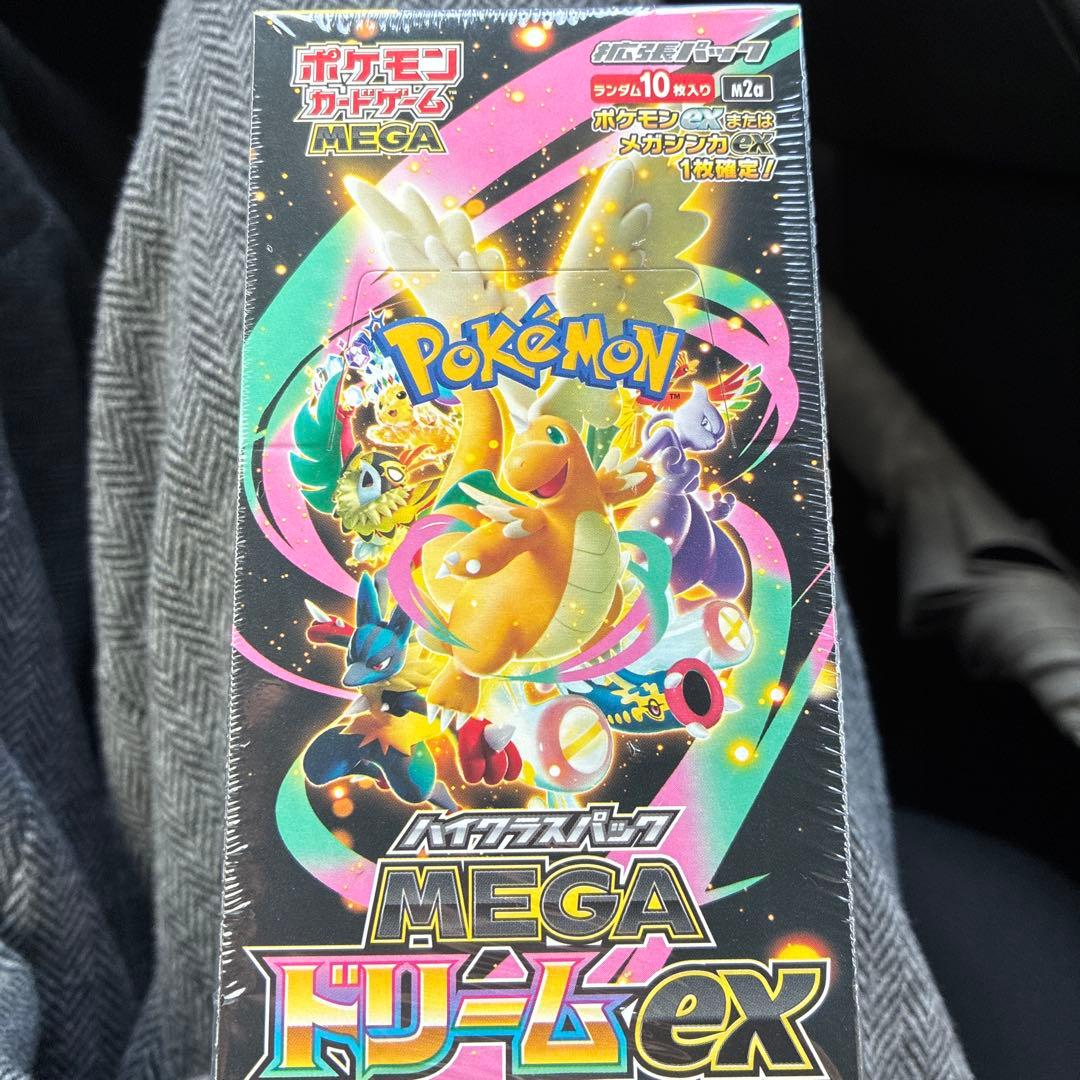 ポケモン
カードゲーム™
MEGA
拡張パック
ランダム10枚入り M2a
ポケモンexまたは
メガシンカex
1枚確定！
POKéMON™
ハイクラスパック
MEGA
ドリームex